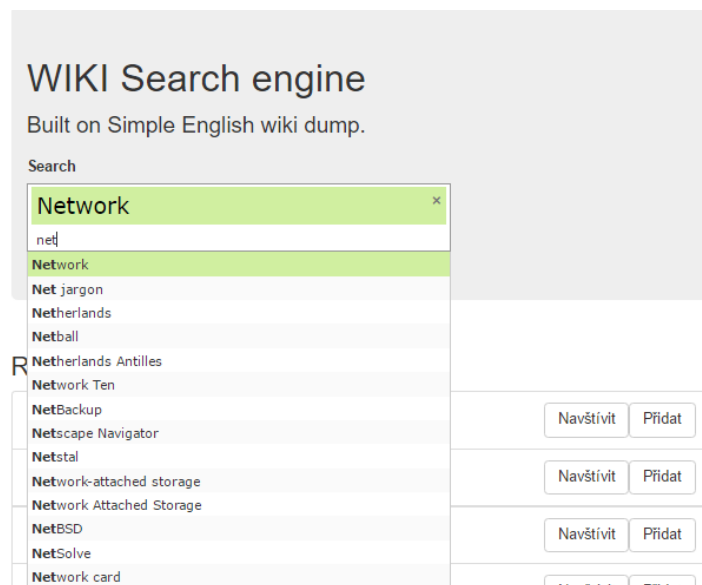 WIKI Search engine
Built on Simple English wiki dump.
Search
Network ×
net
Network
Net jargon
Netherlands
Netball
R
Netherlands Antilles
Network Ten
NetBackup
Navštívit Přidat
Netscape Navigator
Netstal
Network-attached storage
Navštívit Přidat
Network Attached Storage
NetBSD
Navštívit Přidat
NetSolve
Network card